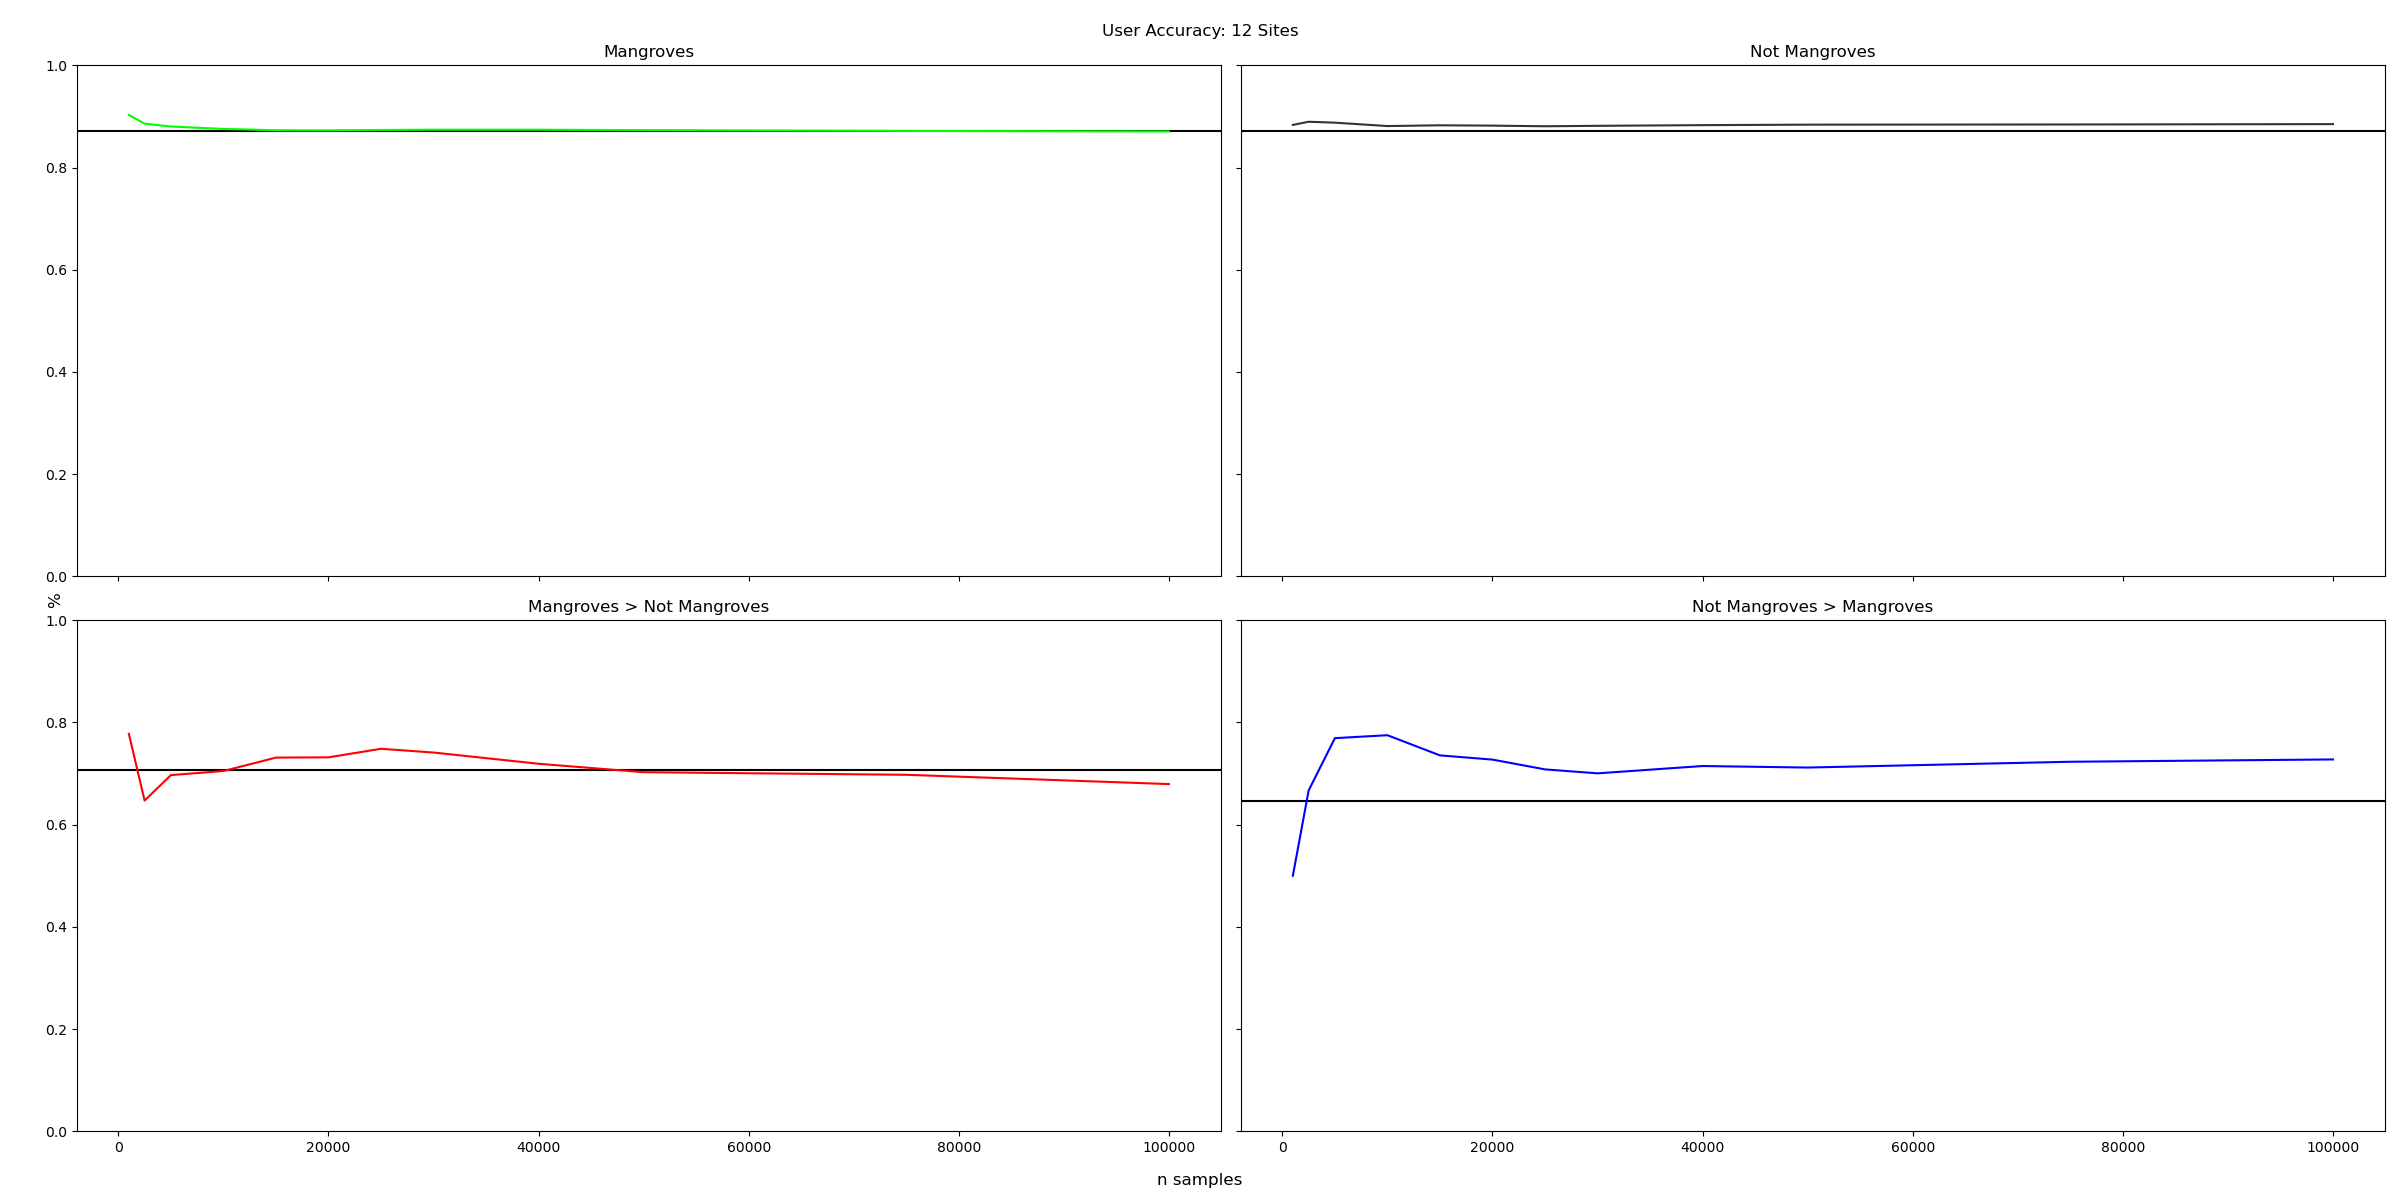 User Accuracy: 12 Sites
Mangroves
Not Mangroves
1.0
0.8
0.6
0.4
0.2
0.0
%
Mangroves > Not Mangroves
Not Mangroves > Mangroves
1.0
0.8
0.6
0.4
0.2
0.0
0 20000 40000 60000 80000 100000
0 20000 40000 60000 80000 100000
n samples